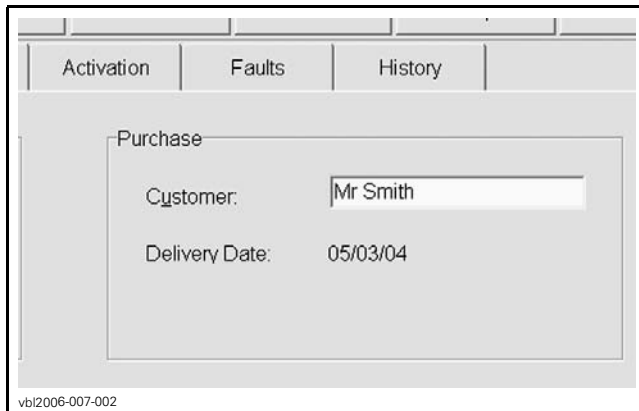 Activation Faults History
Purchase
Customer: Mr Smith
Delivery Date: 05/03/04
vbl2006-007-002